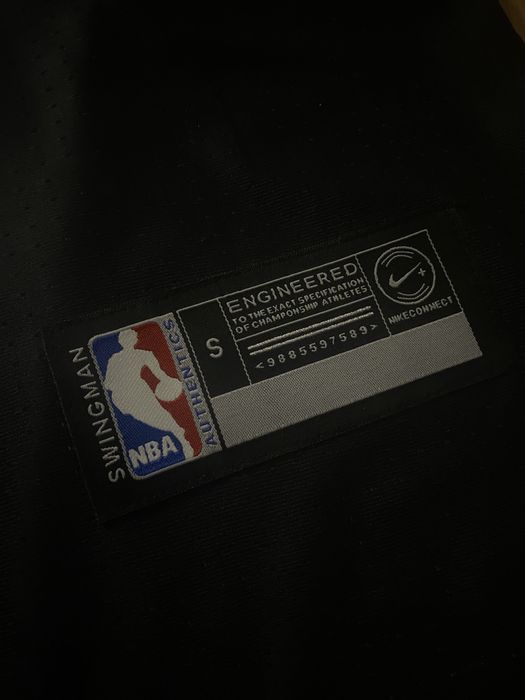 SWINGMAN
NBA
AUTHENTICS
S
ENGINEERED
TO THE EXACT SPECIFICATION
OF CHAMPIONSHIP ATHLETES
<9885597589>
NIKECONNECT